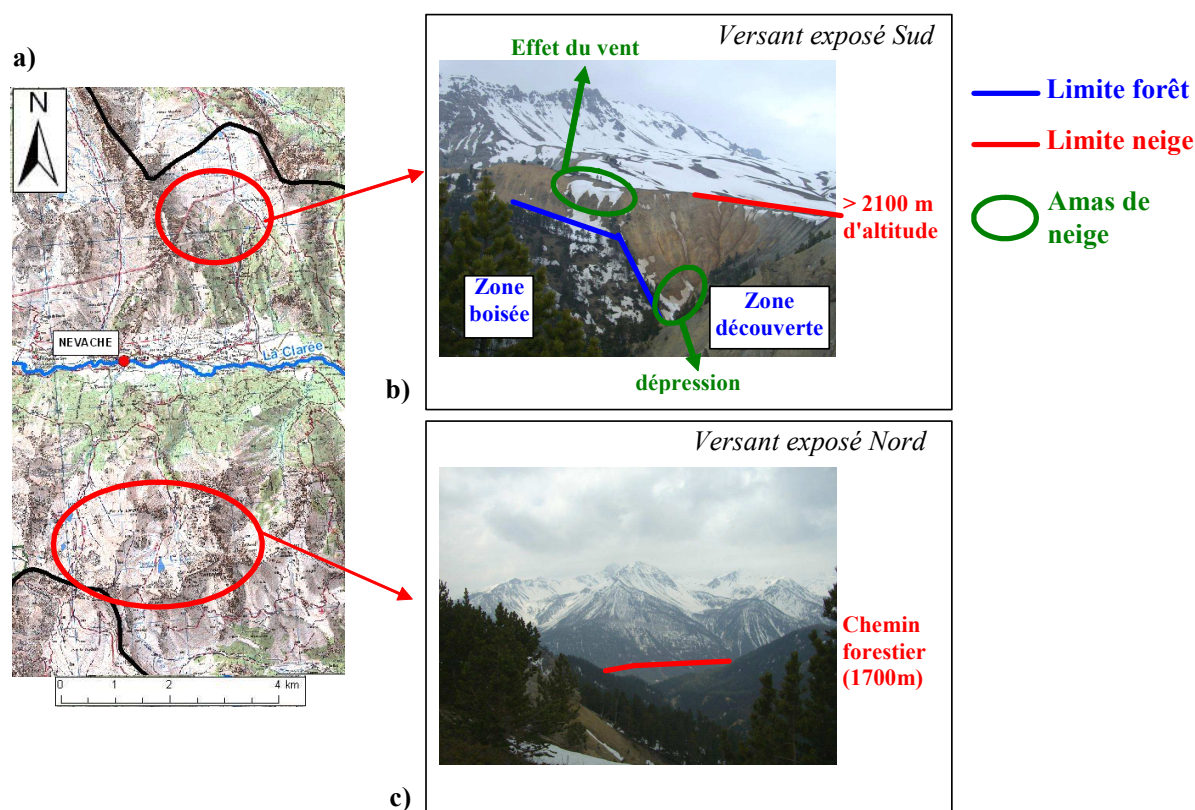 a)
N
NEVACHE
La Clarée
0 1 2 4 km
b)
Versant exposé Sud
Effet du vent
> 2100 m
d'altitude
Zone
boisée
Zone
découverte
dépression
Limite forêt
Limite neige
Amas de
neige
c)
Versant exposé Nord
Chemin
forestier
(1700m)